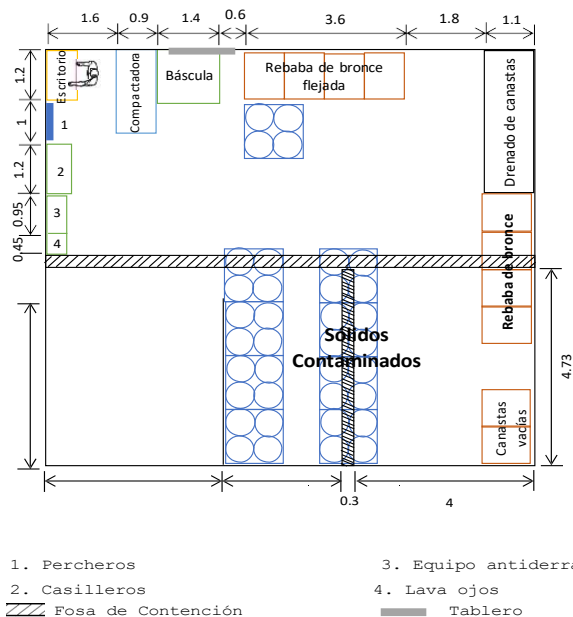 1.6 0.9 1.4 0.6 3.6 1.8 1.1
1.2
1
1.2
0.95
0.45
Escritorio
Compactadora
Báscula
Rebaba de bronce
flejada
Drenado de canastas
1
2
3
4
Rebaba de bronce
Sólidos
Contaminados
Canastas
vacías
4.73
0.3 4
1. Percheros
2. Casilleros
Fosa de Contención
3. Equipo antiderra
4. Lava ojos
Tablero